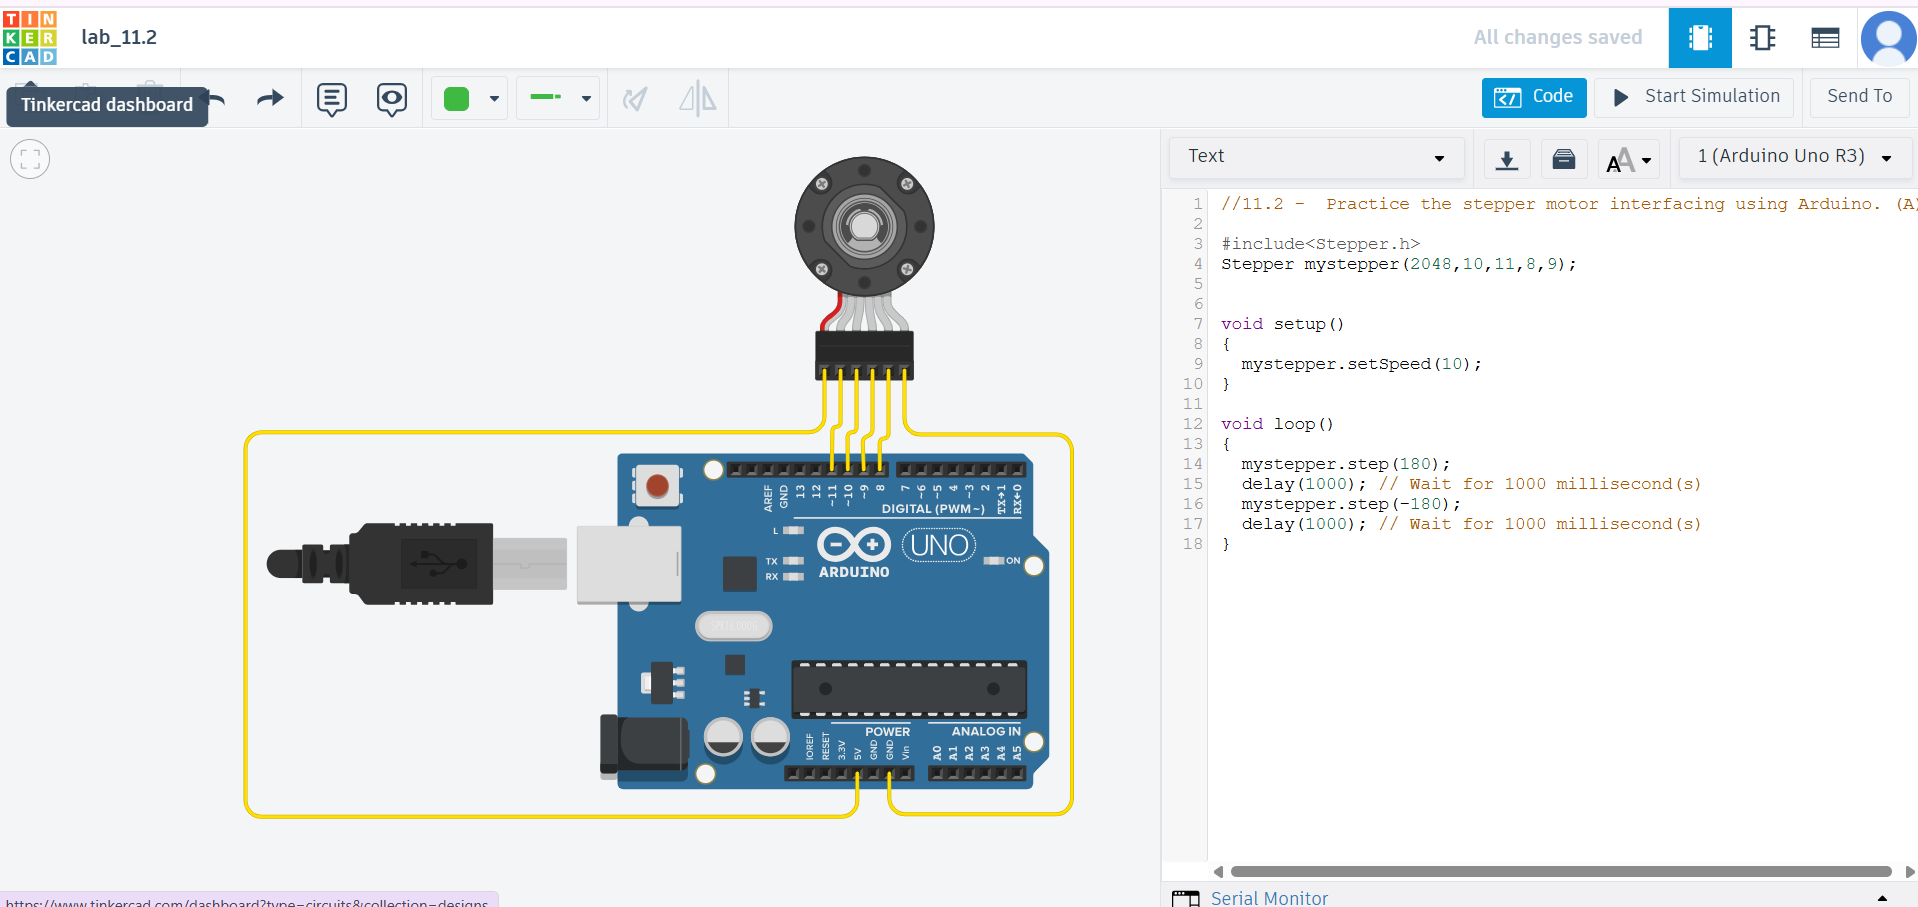 TINKERCAD
lab_11.2
All changes saved
Tinkercad dashboard
Code
Start Simulation
Send To
Text
1 (Arduino Uno R3)
1 //11.2 -  Practice the stepper motor interfacing using Arduino. (A)
2
3 #include<Stepper.h>
4 Stepper mystepper(2048,10,11,8,9);
5
6
7 void setup()
8 {
9   mystepper.setSpeed(10);
10 }
11
12 void loop()
13 {
14   mystepper.step(180);
15   delay(1000); // Wait for 1000 millisecond(s)
16   mystepper.step(-180);
17   delay(1000); // Wait for 1000 millisecond(s)
18 }
AREF GND 13 12 ~11 ~10 ~9 8 7 ~6 ~5 4 ~3 2 TX→1 RX←0
DIGITAL (PWM~)
L
TX
RX
ARDUINO
UNO
ON
POWER
ANALOG IN
IOREF RESET 3.3V 5V GND GND Vin A0 A1 A2 A3 A4 A5
Serial Monitor
https://www.tinkercad.com/dashboard?type=circuits&collection=designs